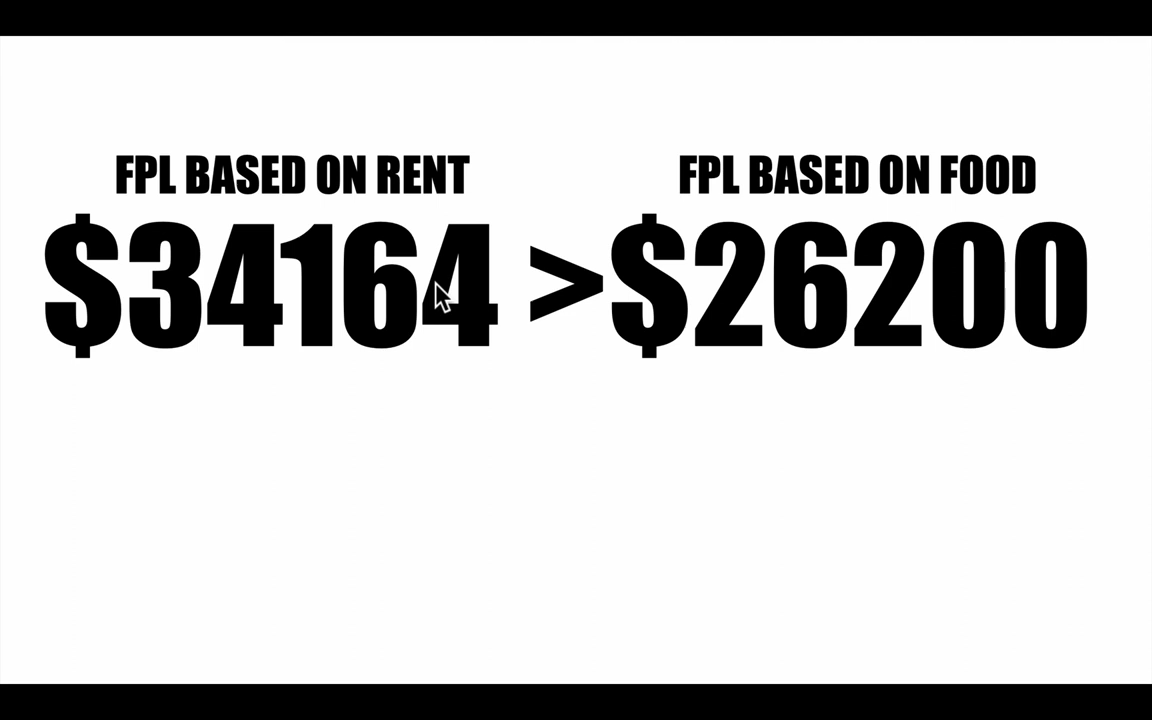 FPL BASED ON RENT
$34164
>
FPL BASED ON FOOD
$26200